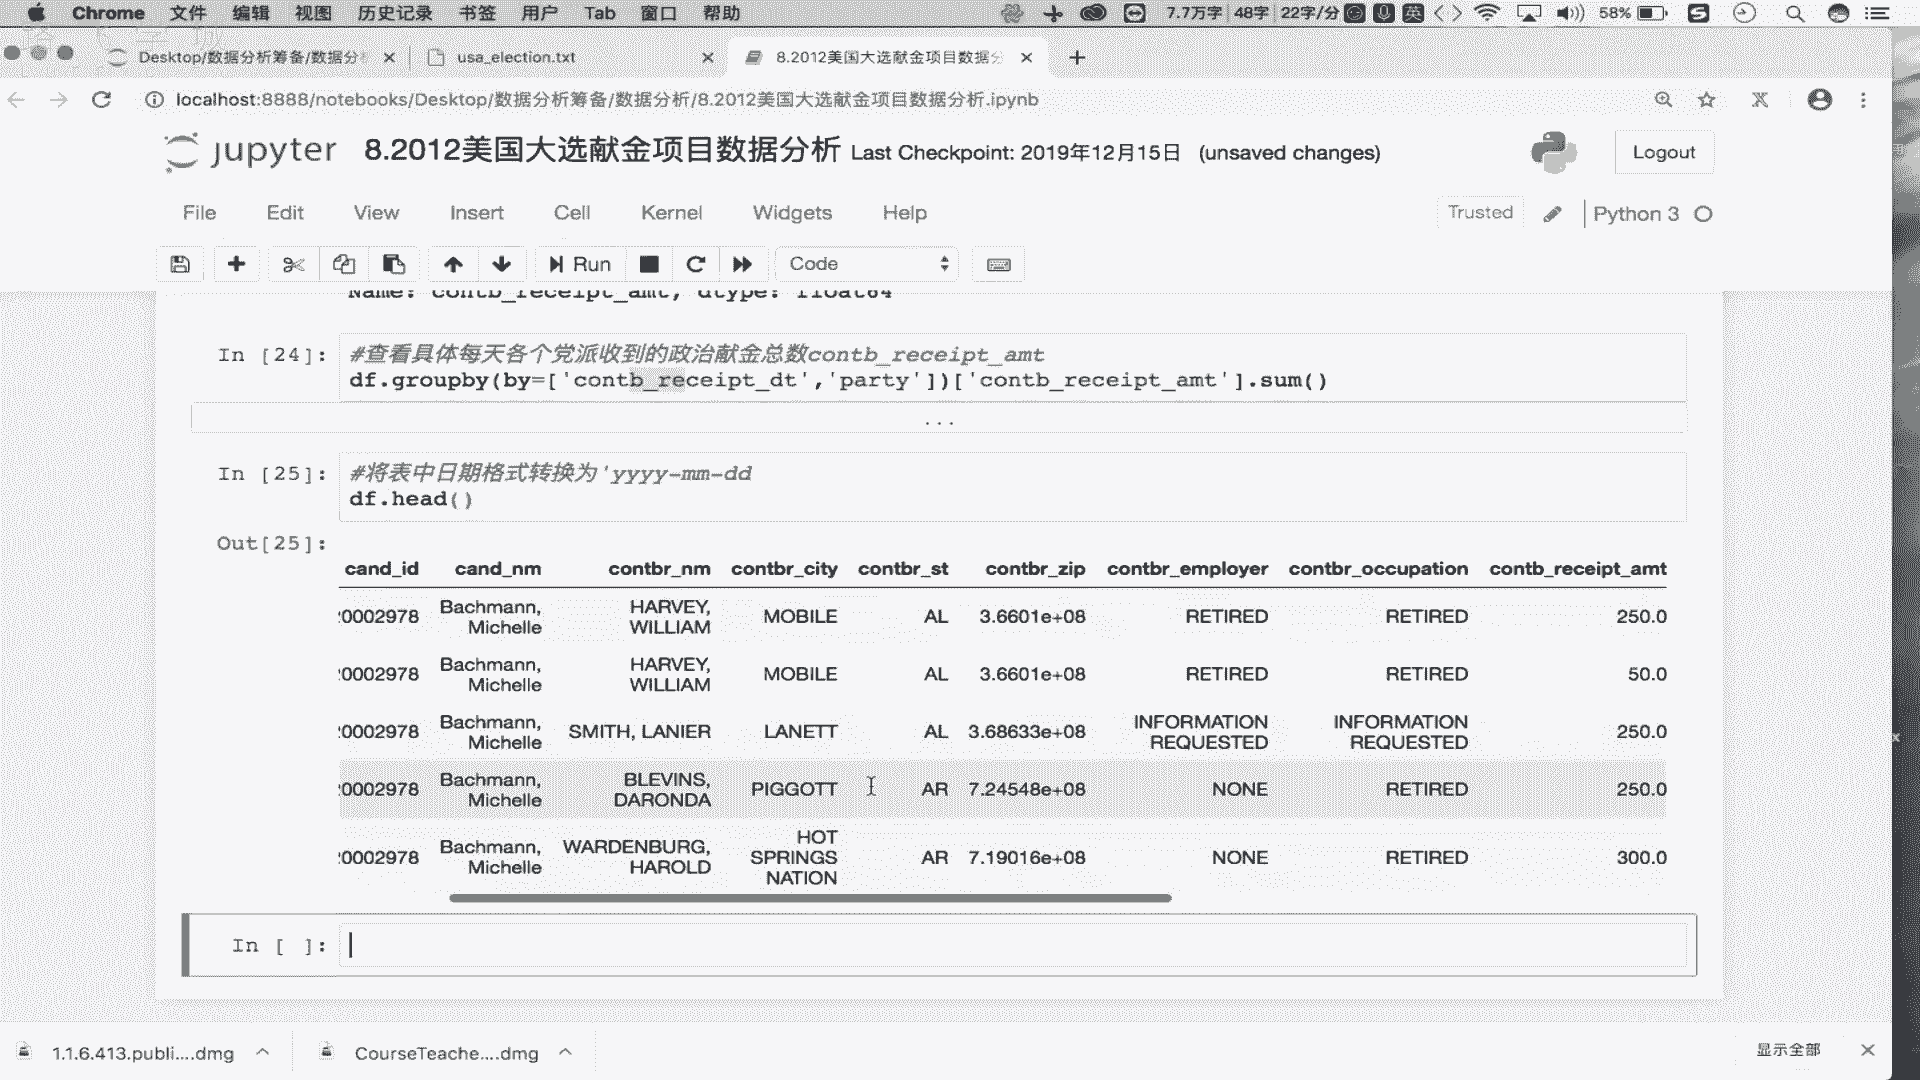 Chrome 文件 编辑 视图 历史记录 书签 用户 Tab 窗口 帮助 7.7万字 48字 22字/分 英 58%
Desktop/数据分析筹备/数据分 usa_election.txt 8.2012美国大选献金项目数据分
localhost:8888/notebooks/Desktop/数据分析筹备/数据分析/8.2012美国大选献金项目数据分析.ipynb
jupyter 8.2012美国大选献金项目数据分析 Last Checkpoint: 2019年12月15日 (unsaved changes) Logout
File Edit View Insert Cell Kernel Widgets Help Trusted Python 3
Run Code
Name: contb_receipt_amt, dtype: float64
In [24]: #查看具体每天各个党派收到的政治献金总数contb_receipt_amt
df.groupby(by=['contb_receipt_dt','party'])['contb_receipt_amt'].sum()
...
In [25]: #将表中日期格式转换为'yyyy-mm-dd
df.head()
Out[25]:
cand_id cand_nm contbr_nm contbr_city contbr_st contbr_zip contbr_employer contbr_occupation contb_receipt_amt
20002978 Bachmann, Michelle HARVEY, WILLIAM MOBILE AL 3.6601e+08 RETIRED RETIRED 250.0
20002978 Bachmann, Michelle HARVEY, WILLIAM MOBILE AL 3.6601e+08 RETIRED RETIRED 50.0
20002978 Bachmann, Michelle SMITH, LANIER LANETT AL 3.68633e+08 INFORMATION REQUESTED INFORMATION REQUESTED 250.0
20002978 Bachmann, Michelle BLEVINS, DARONDA PIGGOTT AR 7.24548e+08 NONE RETIRED 250.0
20002978 Bachmann, Michelle WARDENBURG, HAROLD HOT SPRINGS NATION AR 7.19016e+08 NONE RETIRED 300.0
In [ ]:
1.1.6.413.publi....dmg CourseTeache....dmg 显示全部